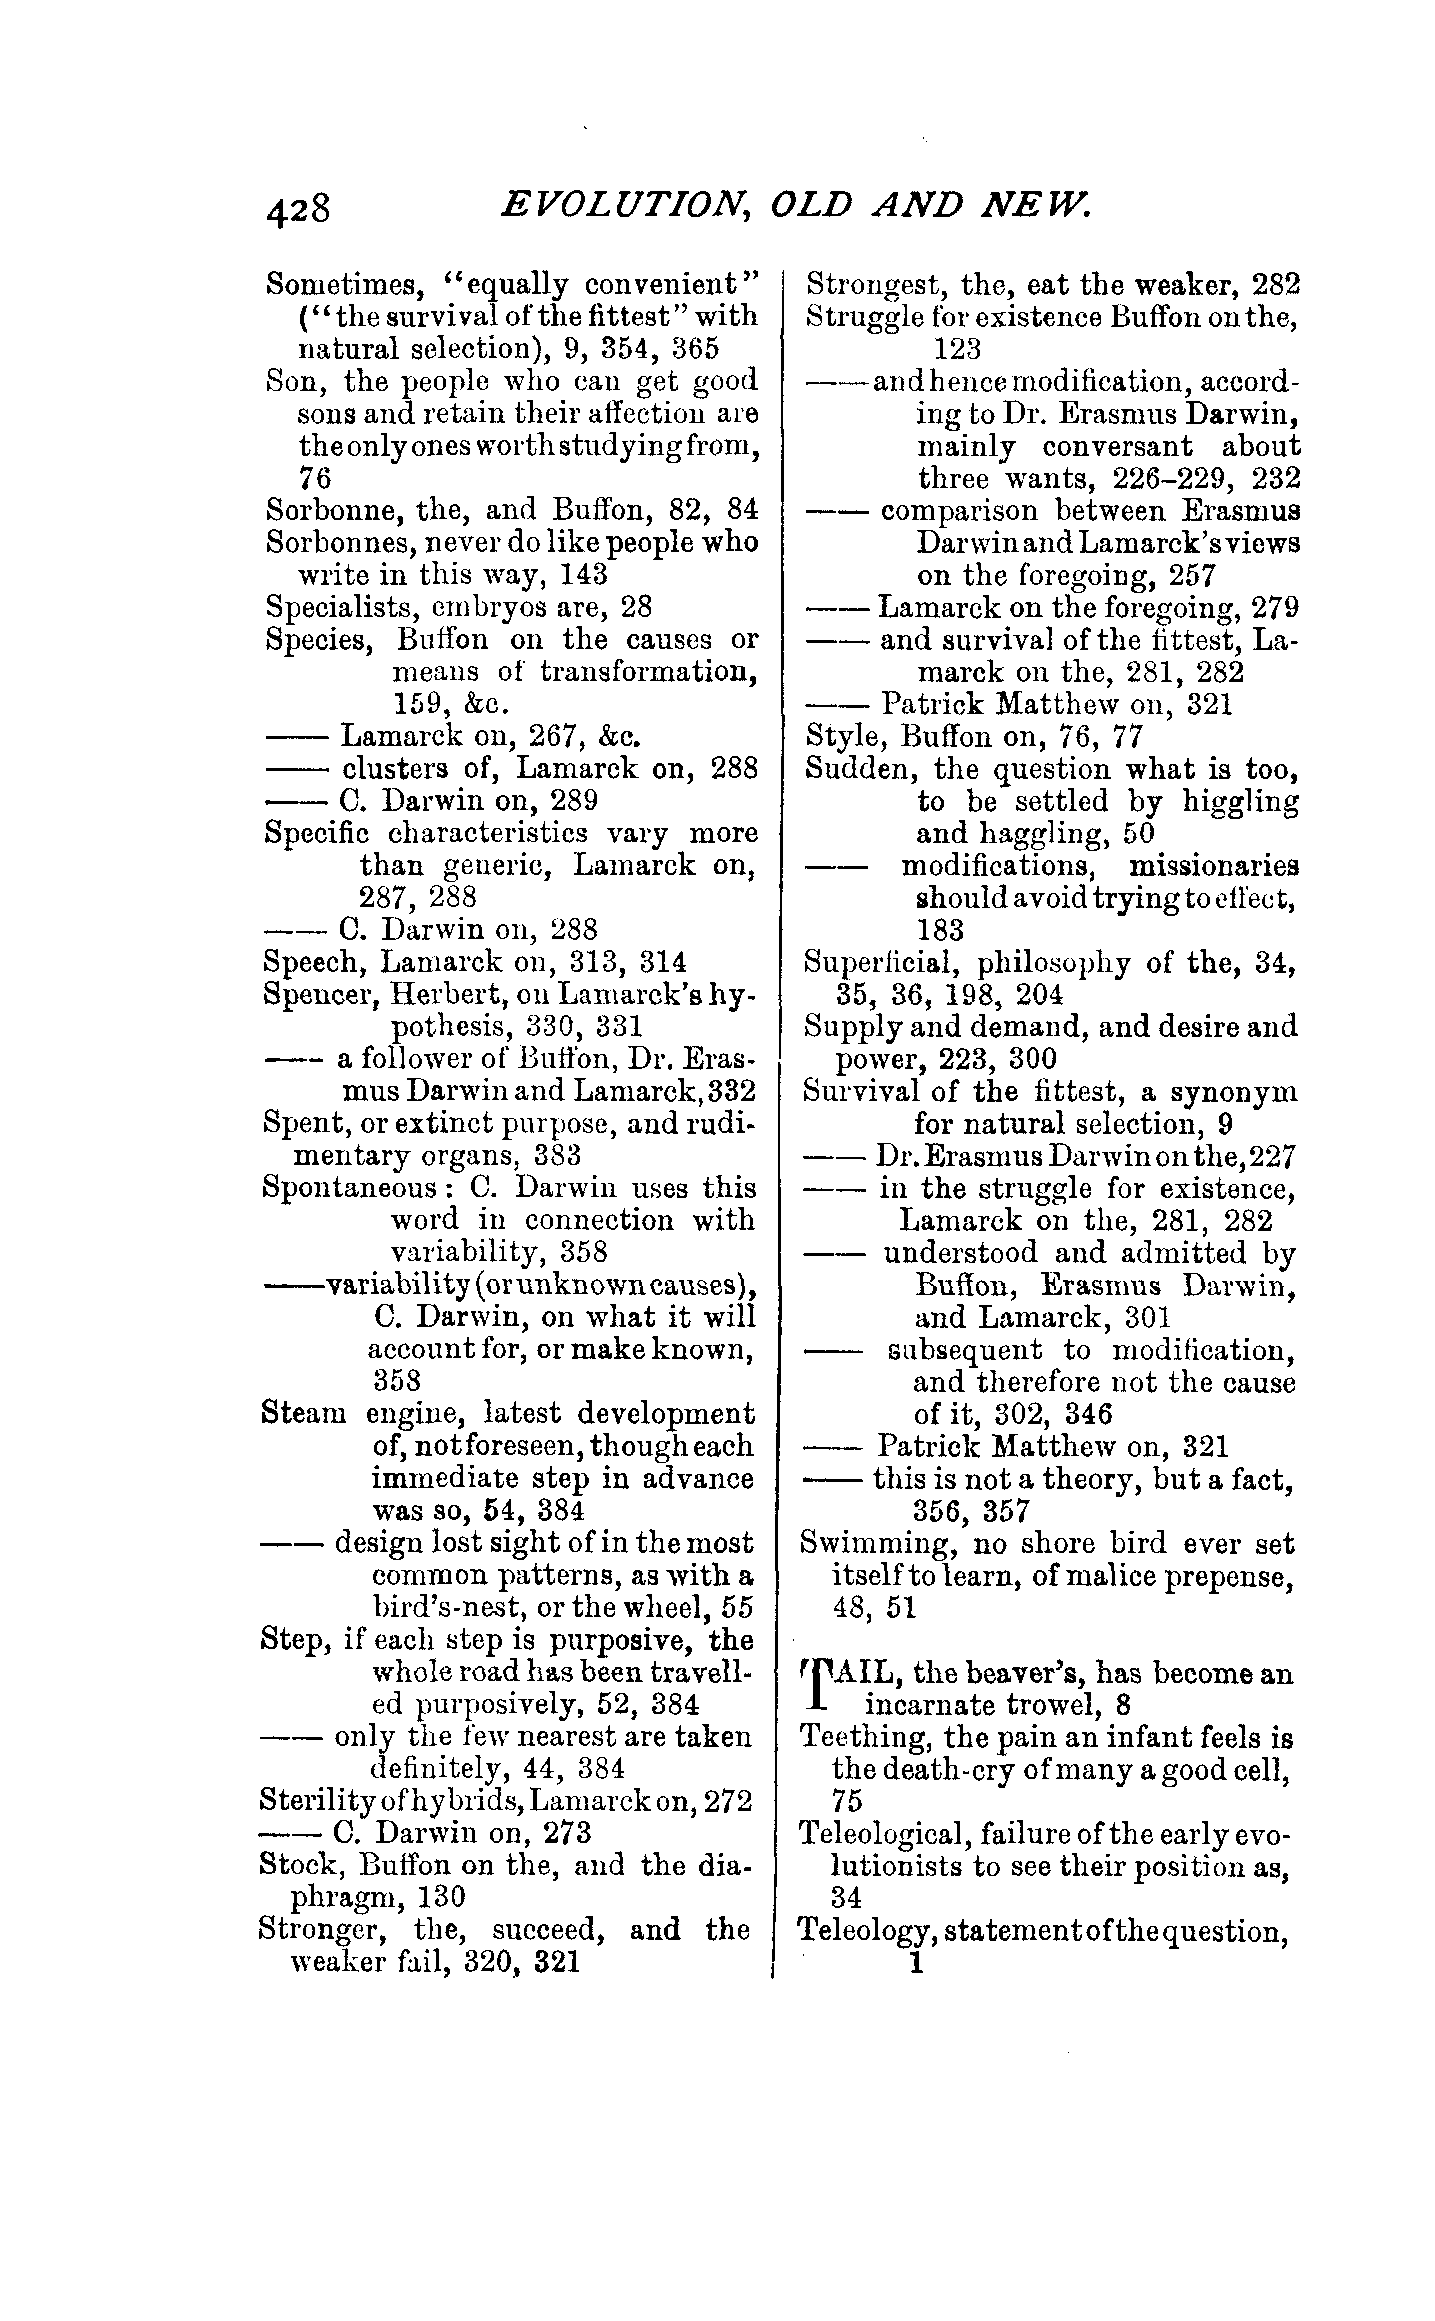 428 EVOLUTION, OLD AND NEW.
Sometimes, "equally convenient"
("the survival of the fittest" with
natural selection), 9, 354, 365
Son, the people who can get good
sons and retain their affection are
the only ones worth studying from,
76
Sorbonne, the, and Buffon, 82, 84
Sorbonnes, never do like people who
write in this way, 143
Specialists, embryos are, 28
Species, Buffon on the causes or
means of transformation,
159, &c.
—— Lamarck on, 267, &c.
—— clusters of, Lamarck on, 288
—— C. Darwin on, 289
Specific characteristics vary more
than generic, Lamarck on,
287, 288
—— C. Darwin on, 288
Speech, Lamarck on, 313, 314
Spencer, Herbert, on Lamarck's hy-
pothesis, 330, 331
—— a follower of Buffon, Dr. Eras-
mus Darwin and Lamarck, 332
Spent, or extinct purpose, and rudi-
mentary organs, 383
Spontaneous: C. Darwin uses this
word in connection with
variability, 358
—— variability (or unknown causes),
C. Darwin, on what it will
account for, or make known,
358
Steam engine, latest development
of, not foreseen, though each
immediate step in advance
was so, 54, 384
—— design lost sight of in the most
common patterns, as with a
bird's-nest, or the wheel, 55
Step, if each step is purposive, the
whole road has been travell-
ed purposively, 52, 384
—— only the few nearest are taken
definitely, 44, 384
Sterility of hybrids, Lamarck on, 272
—— C. Darwin on, 273
Stock, Buffon on the, and the dia-
phragm, 130
Stronger, the, succeed, and the
weaker fail, 320, 321
Strongest, the, eat the weaker, 282
Struggle for existence Buffon on the,
123
—— and hence modification, accord-
ing to Dr. Erasmus Darwin,
mainly conversant about
three wants, 226-229, 232
—— comparison between Erasmus
Darwin and Lamarck's views
on the foregoing, 257
—— Lamarck on the foregoing, 279
—— and survival of the fittest, La-
marck on the, 281, 282
—— Patrick Matthew on, 321
Style, Buffon on, 76, 77
Sudden, the question what is too,
to be settled by higgling
and haggling, 50
—— modifications, missionaries
should avoid trying to effect,
183
Superficial, philosophy of the, 34,
35, 36, 198, 204
Supply and demand, and desire and
power, 223, 300
Survival of the fittest, a synonym
for natural selection, 9
—— Dr. Erasmus Darwin on the, 227
—— in the struggle for existence,
Lamarck on the, 281, 282
—— understood and admitted by
Buffon, Erasmus Darwin,
and Lamarck, 301
—— subsequent to modification,
and therefore not the cause
of it, 302, 346
—— Patrick Matthew on, 321
—— this is not a theory, but a fact,
356, 357
Swimming, no shore bird ever set
itself to learn, of malice prepense,
48, 51
TAIL, the beaver's, has become an
incarnate trowel, 8
Teething, the pain an infant feels is
the death-cry of many a good cell,
75
Teleological, failure of the early evo-
lutionists to see their position as,
34
Teleology, statement of the question,
1